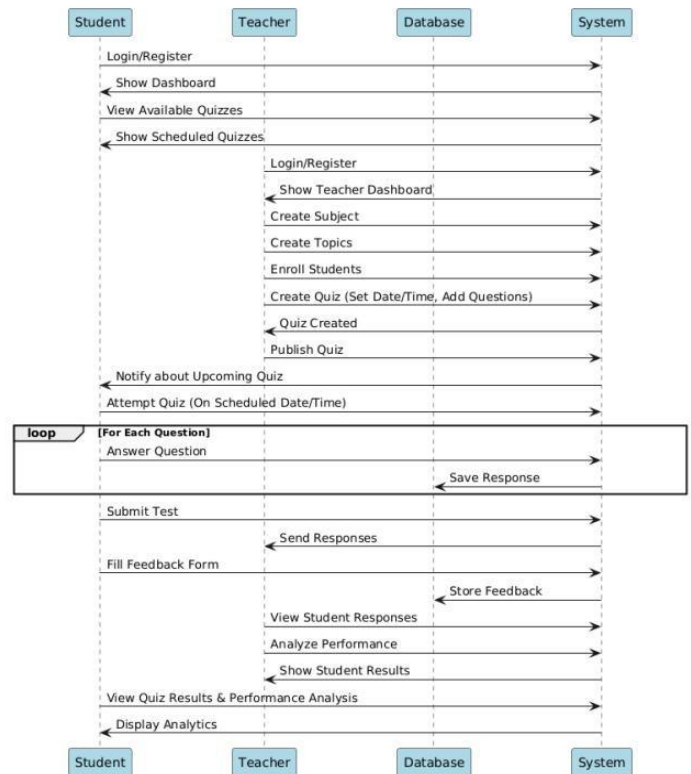 Student Teacher Database System
Login/Register
Show Dashboard
View Available Quizzes
Show Scheduled Quizzes
Login/Register
Show Teacher Dashboard
Create Subject
Create Topics
Enroll Students
Create Quiz (Set Date/Time, Add Questions)
Quiz Created
Publish Quiz
Notify about Upcoming Quiz
Attempt Quiz (On Scheduled Date/Time)
loop [For Each Question]
Answer Question
Save Response
Submit Test
Send Responses
Fill Feedback Form
Store Feedback
View Student Responses
Analyze Performance
Show Student Results
View Quiz Results & Performance Analysis
Display Analytics
Student Teacher Database System